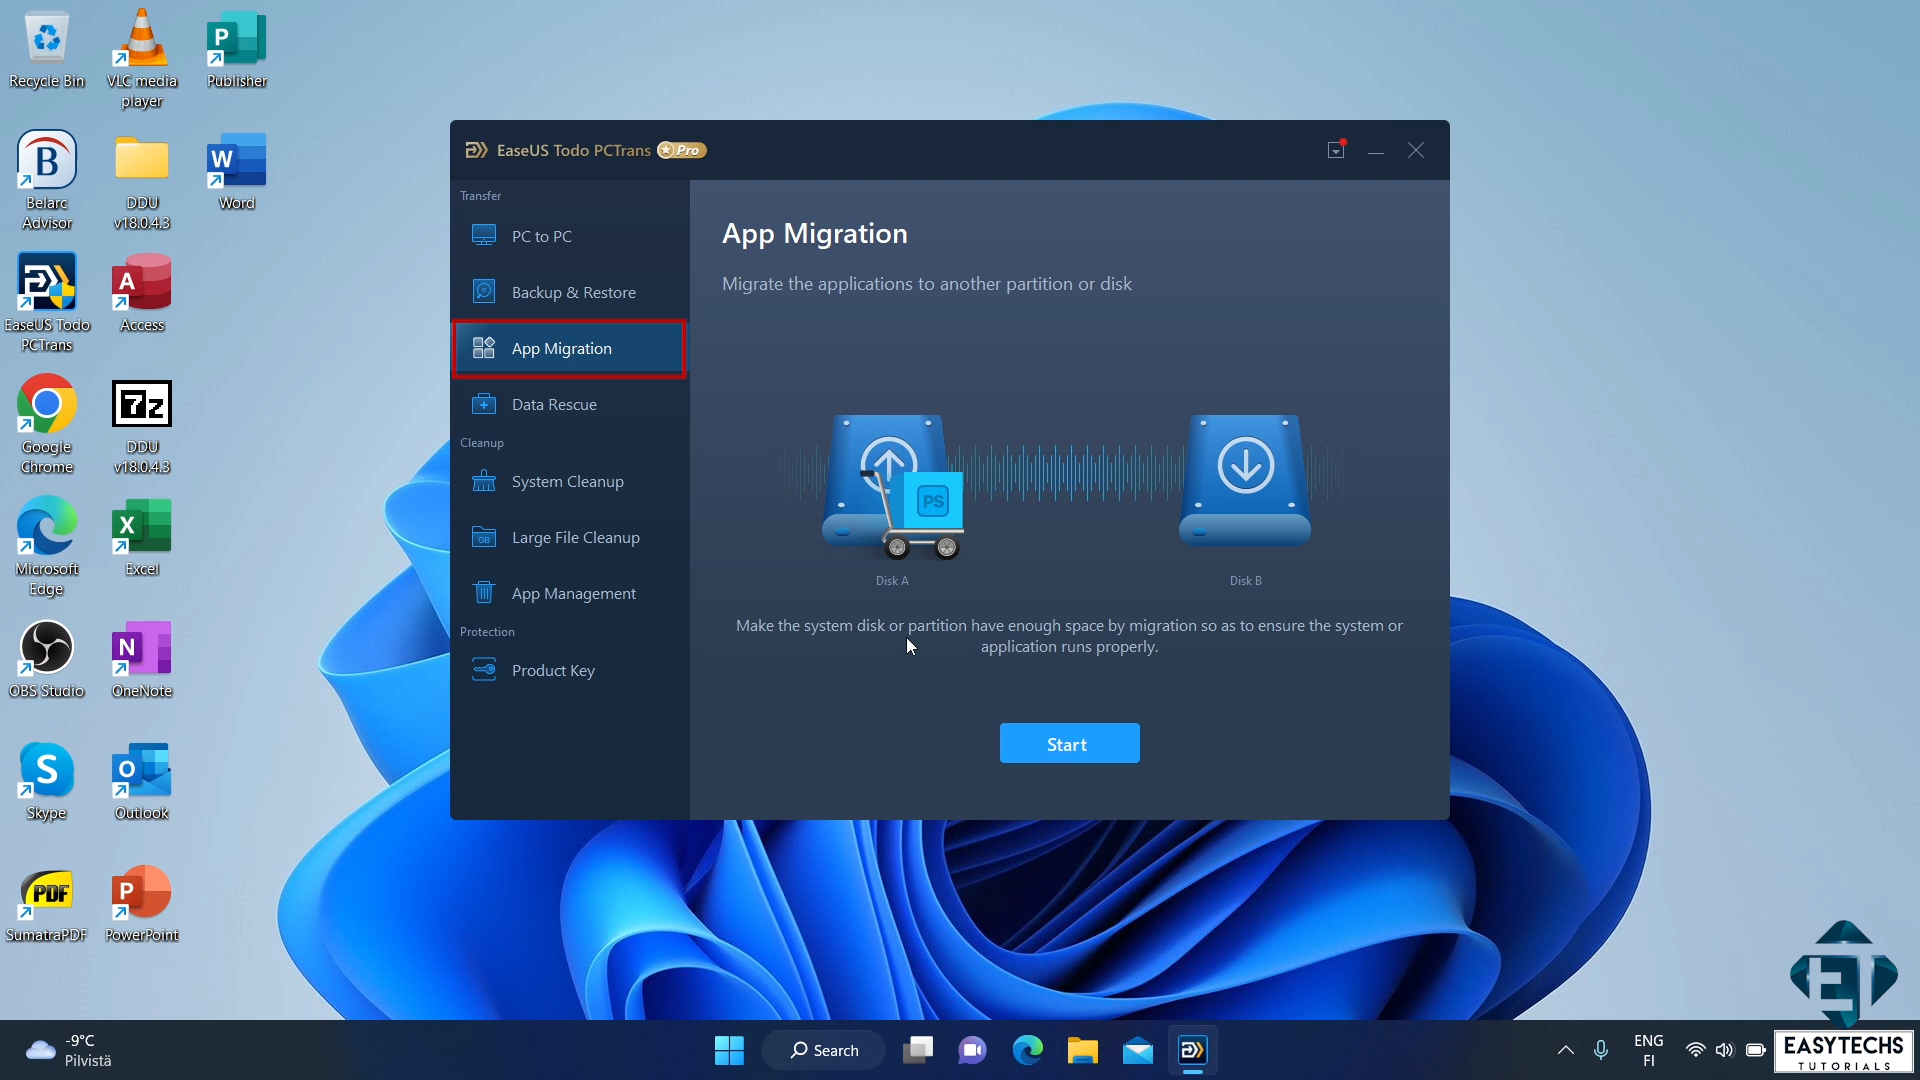 Recycle Bin
VLC media
player
P
Publisher
B
Belarc
Advisor
DDU
v18.0.4.3
W
Word
EaseUS Todo
PCTrans
A
Access
Google
Chrome
7z
DDU
v18.0.4.3
Microsoft
Edge
X
Excel
OBS Studio
N
OneNote
S
Skype
O
Outlook
PDF
SumatraPDF
P
PowerPoint
EaseUS Todo PCTrans Pro
Transfer
PC to PC
Backup & Restore
App Migration
Data Rescue
Cleanup
System Cleanup
GB
Large File Cleanup
App Management
Protection
Product Key
App Migration
Migrate the applications to another partition or disk
PS
Disk A
Disk B
Make the system disk or partition have enough space by migration so as to ensure the system or
application runs properly.
Start
-9°C
Pilvistä
Search
ENG
FI
ET
EASYTECHS
TUTORIALS